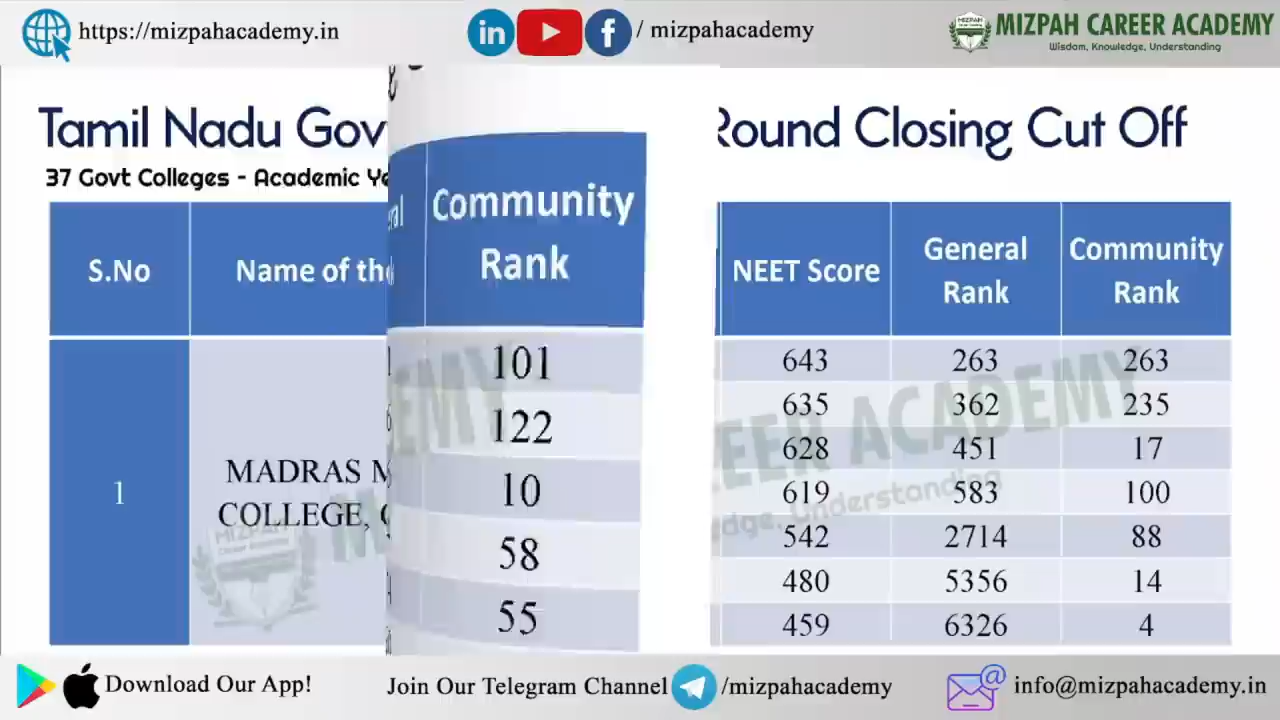 https://mizpahacademy.in
/ mizpahacademy
MIZPAH CAREER ACADEMY
Wisdom, Knowledge, Understanding
Tamil Nadu Gov
Round Closing Cut Off
37 Govt Colleges - Academic Ye
S.No
Name of the
Community
Rank
NEET Score
General
Rank
Community
Rank
1
MADRAS M
COLLEGE, C
101
122
10
58
55
643 263 263
635 362 235
628 451 17
619 583 100
542 2714 88
480 5356 14
459 6326 4
Download Our App!
Join Our Telegram Channel
/mizpahacademy
info@mizpahacademy.in